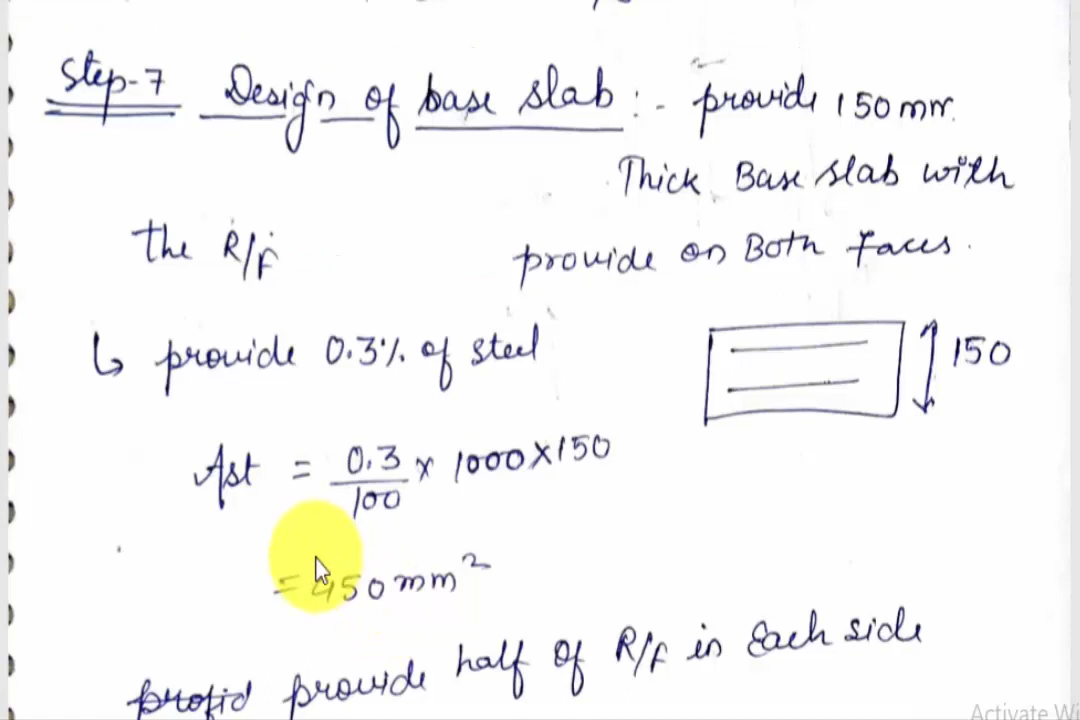 Step-7 Design of base slab :- provide 150 mm.
Thick Base slab with
the R/F provide on Both Faces.
↳ provide 0.3% of steel
150
Ast = 0.3/100 × 1000×150
= 450 mm²
provide half of R/F in Each side
Activate Wi